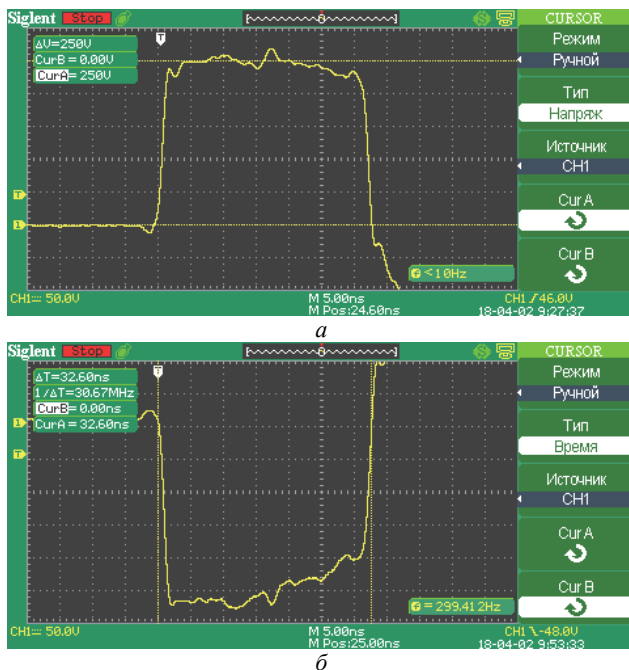 Siglent Stop CURSOR
ΔV=250V
CurB = 0.00V
CurA= 250V
T
T
1
Режим
Ручной
Тип
Напряж
Источник
CH1
Cur A
Cur B
<10Hz
CH1 50.0V M 5.00ns CH1 46.0V
M Pos:24.60ns 18-04-02 9:27:37
а
Siglent Stop CURSOR
ΔT=32.60ns
1/ΔT=30.67MHz
CurB= 0.00ns
CurA = 32.60ns
T
1
T
Режим
Ручной
Тип
Время
Источник
CH1
Cur A
Cur B
= 299.412Hz
CH1 50.0V M 5.00ns CH1 -48.0V
M Pos:25.00ns 18-04-02 9:53:33
б